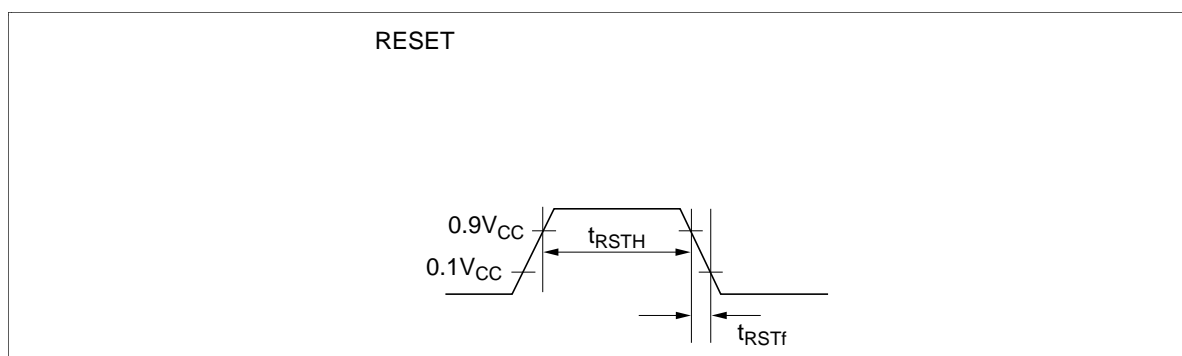 RESET
0.9VCC
tRSTH
0.1VCC
tRSTf